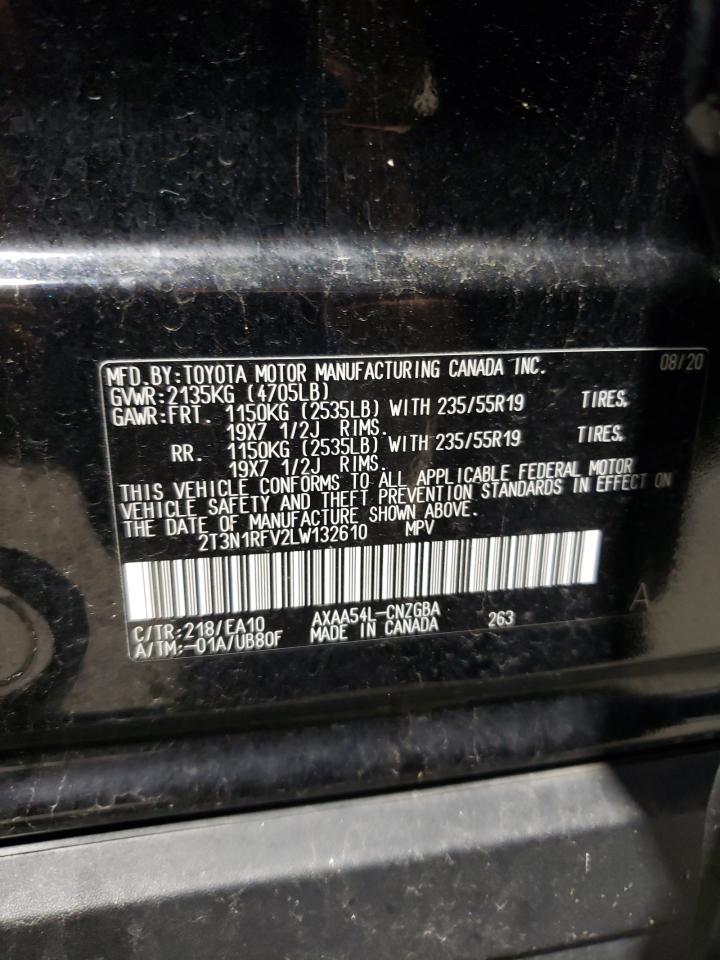 MFD.BY:TOYOTA MOTOR MANUFACTURING CANADA INC. 08/20
GVWR:2135KG (4705LB)
GAWR:FRT. 1150KG (2535LB) WITH 235/55R19 TIRES,
19X7 1/2J RIMS.
RR. 1150KG (2535LB) WITH 235/55R19 TIRES,
19X7 1/2J RIMS.
THIS VEHICLE CONFORMS TO ALL APPLICABLE FEDERAL MOTOR
VEHICLE SAFETY AND THEFT PREVENTION STANDARDS IN EFFECT ON
THE DATE OF MANUFACTURE SHOWN ABOVE.
2T3N1RFV2LW132610 MPV
C/TR:218/EA10 AXAA54L-CNZGBA 263 A
A/TM:-01A/UB80F MADE IN CANADA